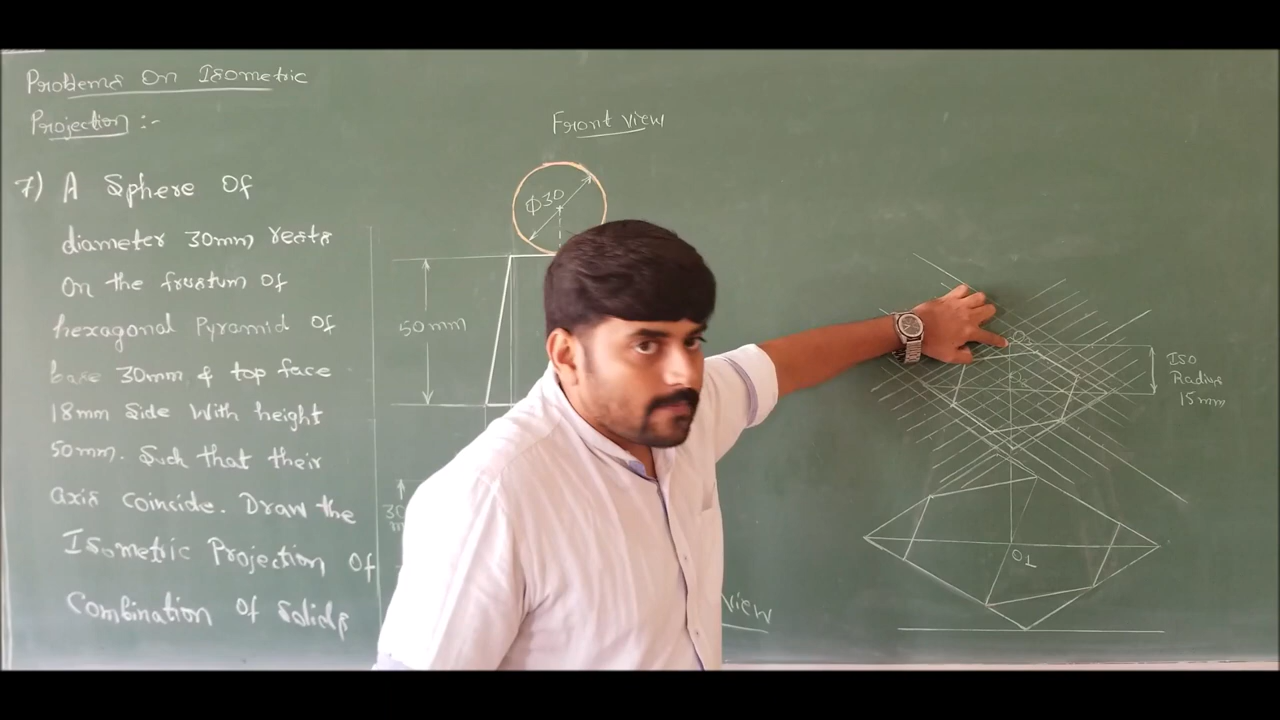 Problems On Isometric
Projection :-
7) A Sphere Of
diameter 30mm rests
On the frustum of
hexagonal Pyramid Of
base 30mm & top face
18mm Side With height
50mm. Such that their
axis Coincide. Draw the
Isometric Projection Of
Combination Of Solids
Front View
Φ30
50mm
30
View
ISO
Radius
15mm
O1